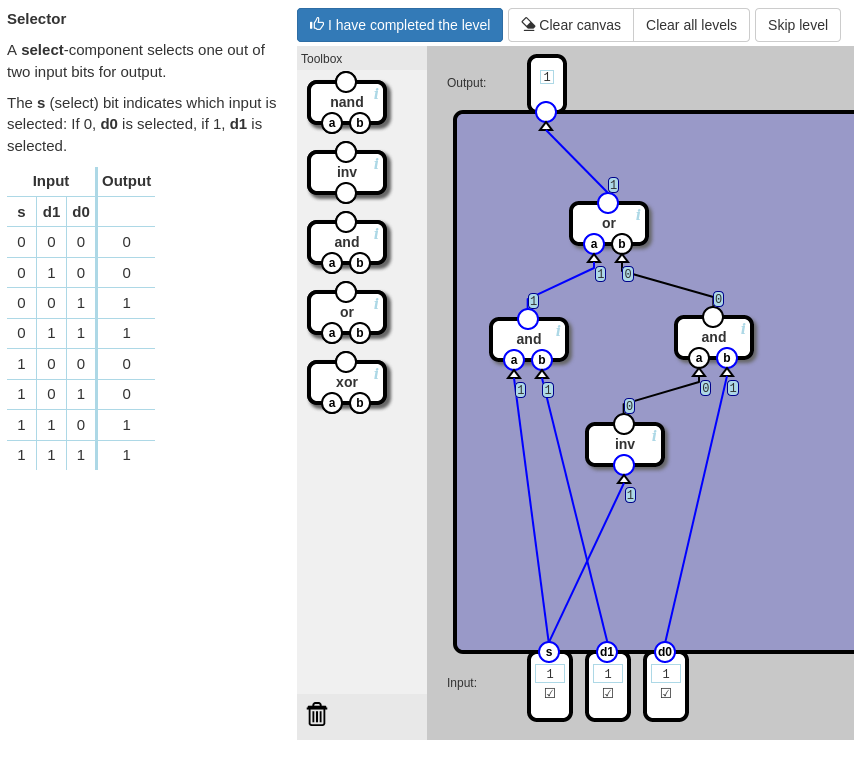 Selector
A select-component selects one out of
two input bits for output.
The s (select) bit indicates which input is
selected: If 0, d0 is selected, if 1, d1 is
selected.
Input Output
s d1 d0
0 0 0 0
0 1 0 0
0 0 1 1
0 1 1 1
1 0 0 0
1 0 1 0
1 1 0 1
1 1 1 1
I have completed the level
Clear canvas
Clear all levels
Skip level
Toolbox
nand i
a b
inv i
and i
a b
or i
a b
xor i
a b
Output:
1
1
or i
a b
1 0
1 0
and i
a b
1 1
and i
a b
0 1
0
inv i
1
s d1 d0
Input:
1 1 1
☑ ☑ ☑